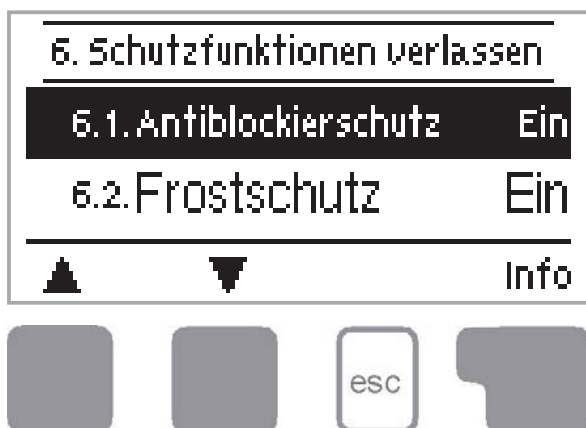 6. Schutzfunktionen verlassen
6.1. Antiblockierschutz Ein
6.2. Frostschutz Ein
▲ ▼ Info
esc